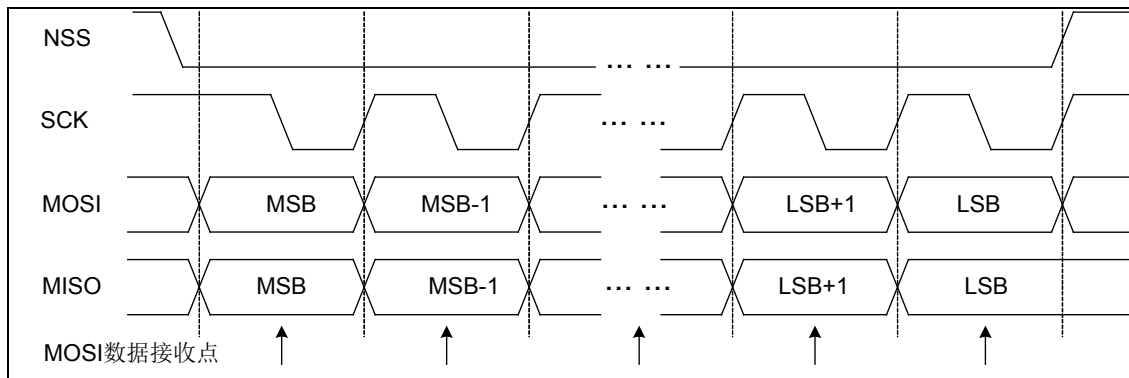 NSS
... ...
SCK
... ...
MOSI MSB MSB-1 ... ... LSB+1 LSB
MISO MSB MSB-1 ... ... LSB+1 LSB
MOSI数据接收点